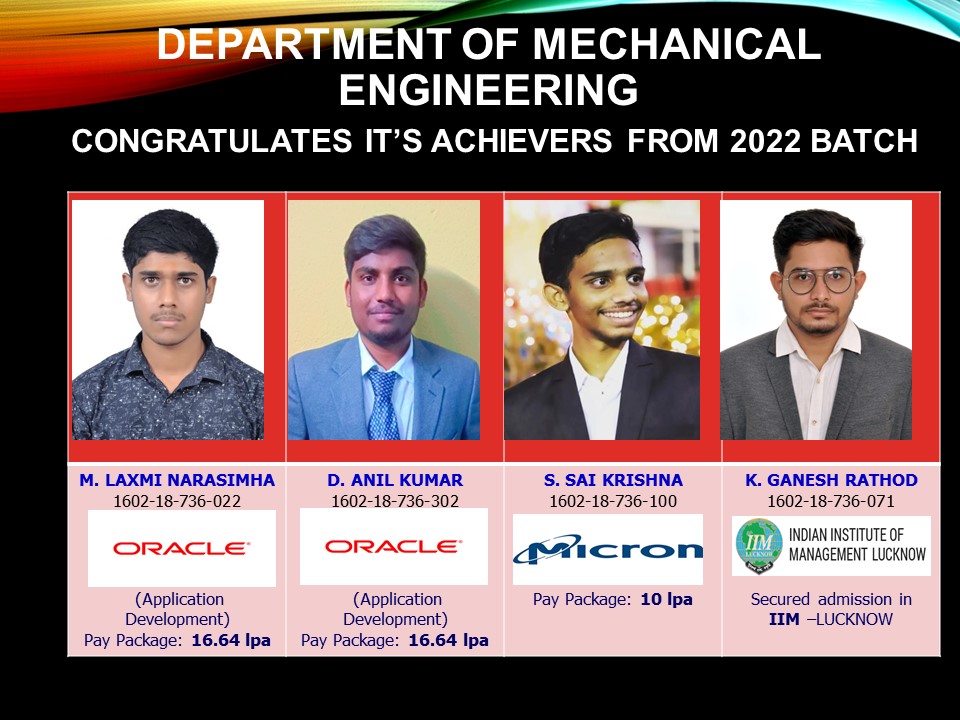 DEPARTMENT OF MECHANICAL
ENGINEERING
CONGRATULATES IT’S ACHIEVERS FROM 2022 BATCH
M. LAXMI NARASIMHA
1602-18-736-022
ORACLE®
(Application
Development)
Pay Package: 16.64 lpa
D. ANIL KUMAR
1602-18-736-302
ORACLE®
(Application
Development)
Pay Package: 16.64 lpa
S. SAI KRISHNA
1602-18-736-100
Micron
Pay Package: 10 lpa
K. GANESH RATHOD
1602-18-736-071
IIM
LUCKNOW
INDIAN INSTITUTE OF
MANAGEMENT LUCKNOW
Secured admission in
IIM –LUCKNOW